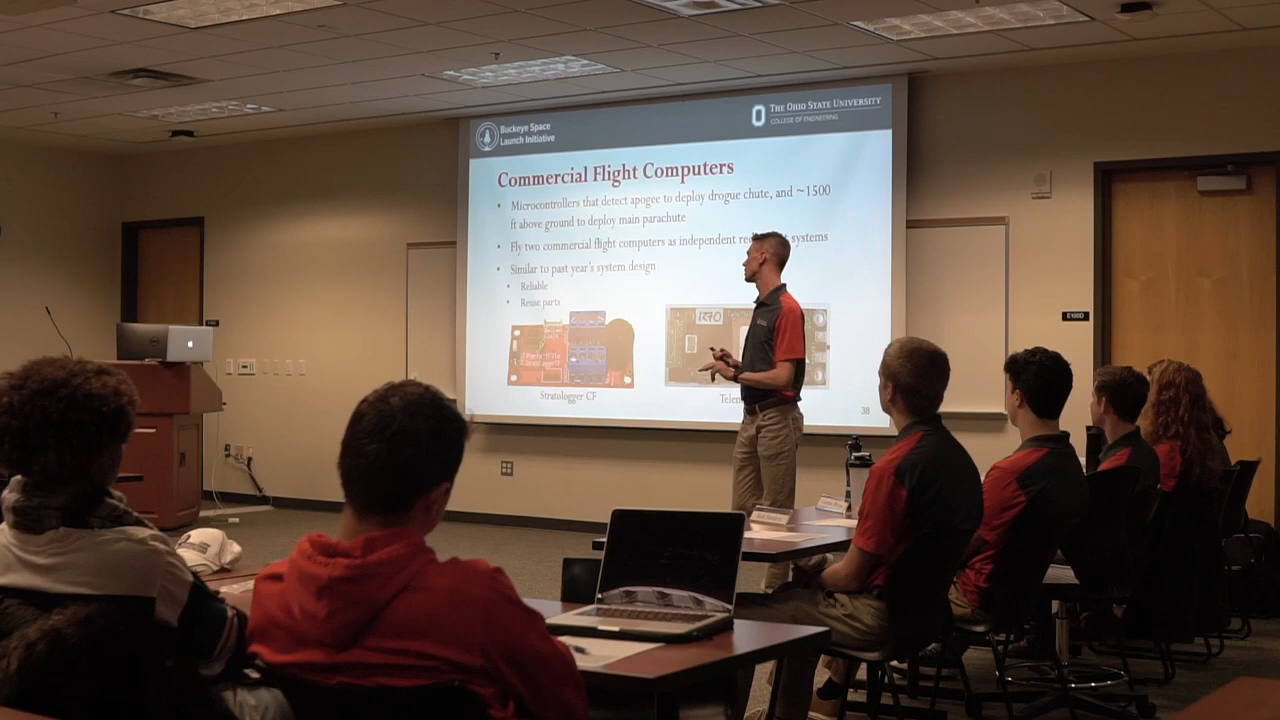 Buckeye Space
Launch Initiative
THE OHIO STATE UNIVERSITY
COLLEGE OF ENGINEERING
Commercial Flight Computers
• Microcontrollers that detect apogee to deploy drogue chute, and ~1500
ft above ground to deploy main parachute
• Fly two commercial flight computers as independent systems
• Similar to past year's system design
• Reliable
• Reuse parts
Stratologger CF
38
E100D